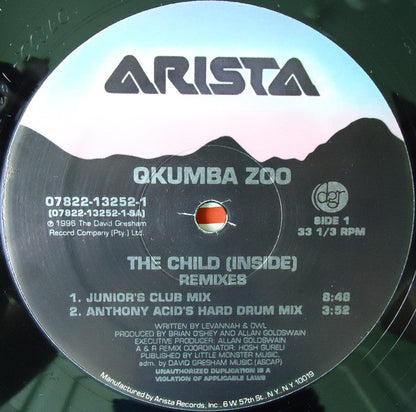 ARISTA
QKUMBA ZOO
07822-13252-1
(07822-13252-1-SA)
℗ 1996 The David Gresham
Record Company (Pty.) Ltd.
dgr
SIDE 1
33 1/3 RPM
THE CHILD (INSIDE)
REMIXES
1. JUNIOR'S CLUB MIX 8:48
2. ANTHONY ACID'S HARD DRUM MIX 3:52
WRITTEN BY LEVANNAH & OWL
PRODUCED BY BRIAN O'SHEY AND ALLAN GOLDSWAIN
EXECUTIVE PRODUCER: ALLAN GOLDSWAIN
A & R REMIX COORDINATOR: HOSH GURELI
PUBLISHED BY LITTLE MONSTER MUSIC.
adm. by DAVID GRESHAM MUSIC (ASCAP)
UNAUTHORIZED DUPLICATION IS A
VIOLATION OF APPLICABLE LAWS
Manufactured by Arista Records, Inc., 6 W 57th St., N.Y., N.Y. 10019